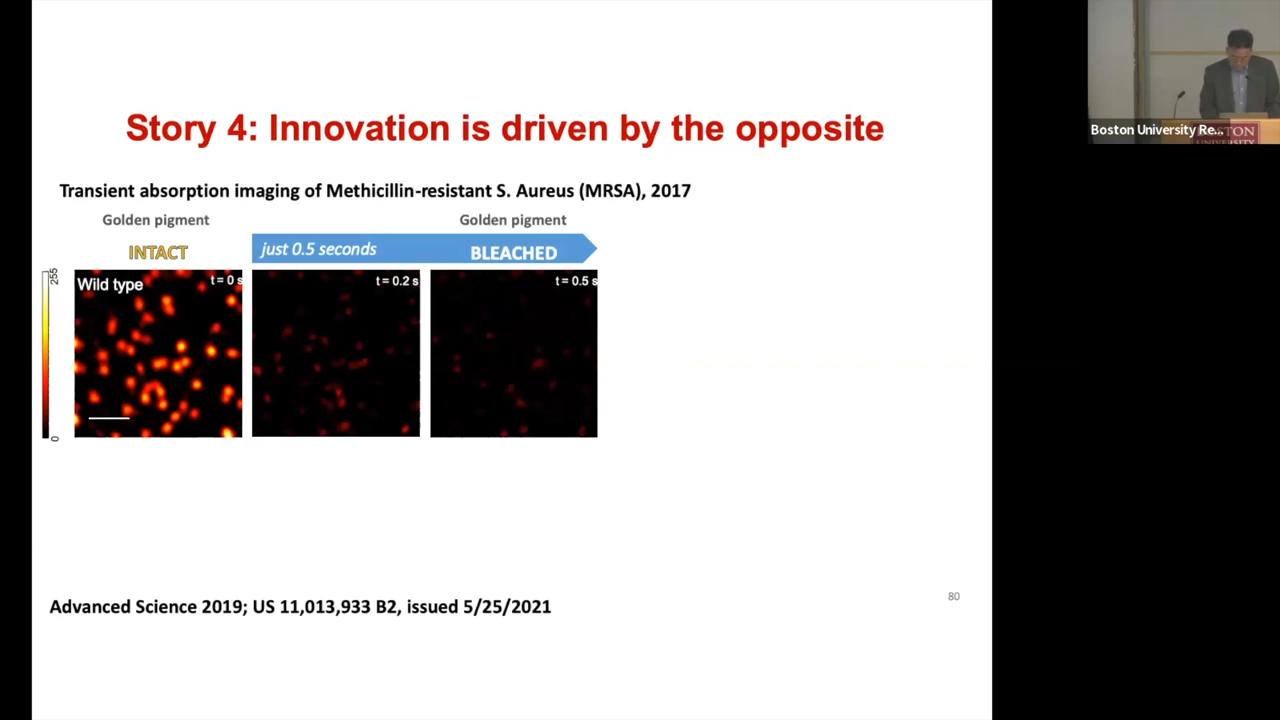 Story 4: Innovation is driven by the opposite
Transient absorption imaging of Methicillin-resistant S. Aureus (MRSA), 2017
Golden pigment
Golden pigment
INTACT
just 0.5 seconds
BLEACHED
255
0
Wild type
t = 0 s
t = 0.2 s
t = 0.5 s
Advanced Science 2019; US 11,013,933 B2, issued 5/25/2021
80
Boston University Re...